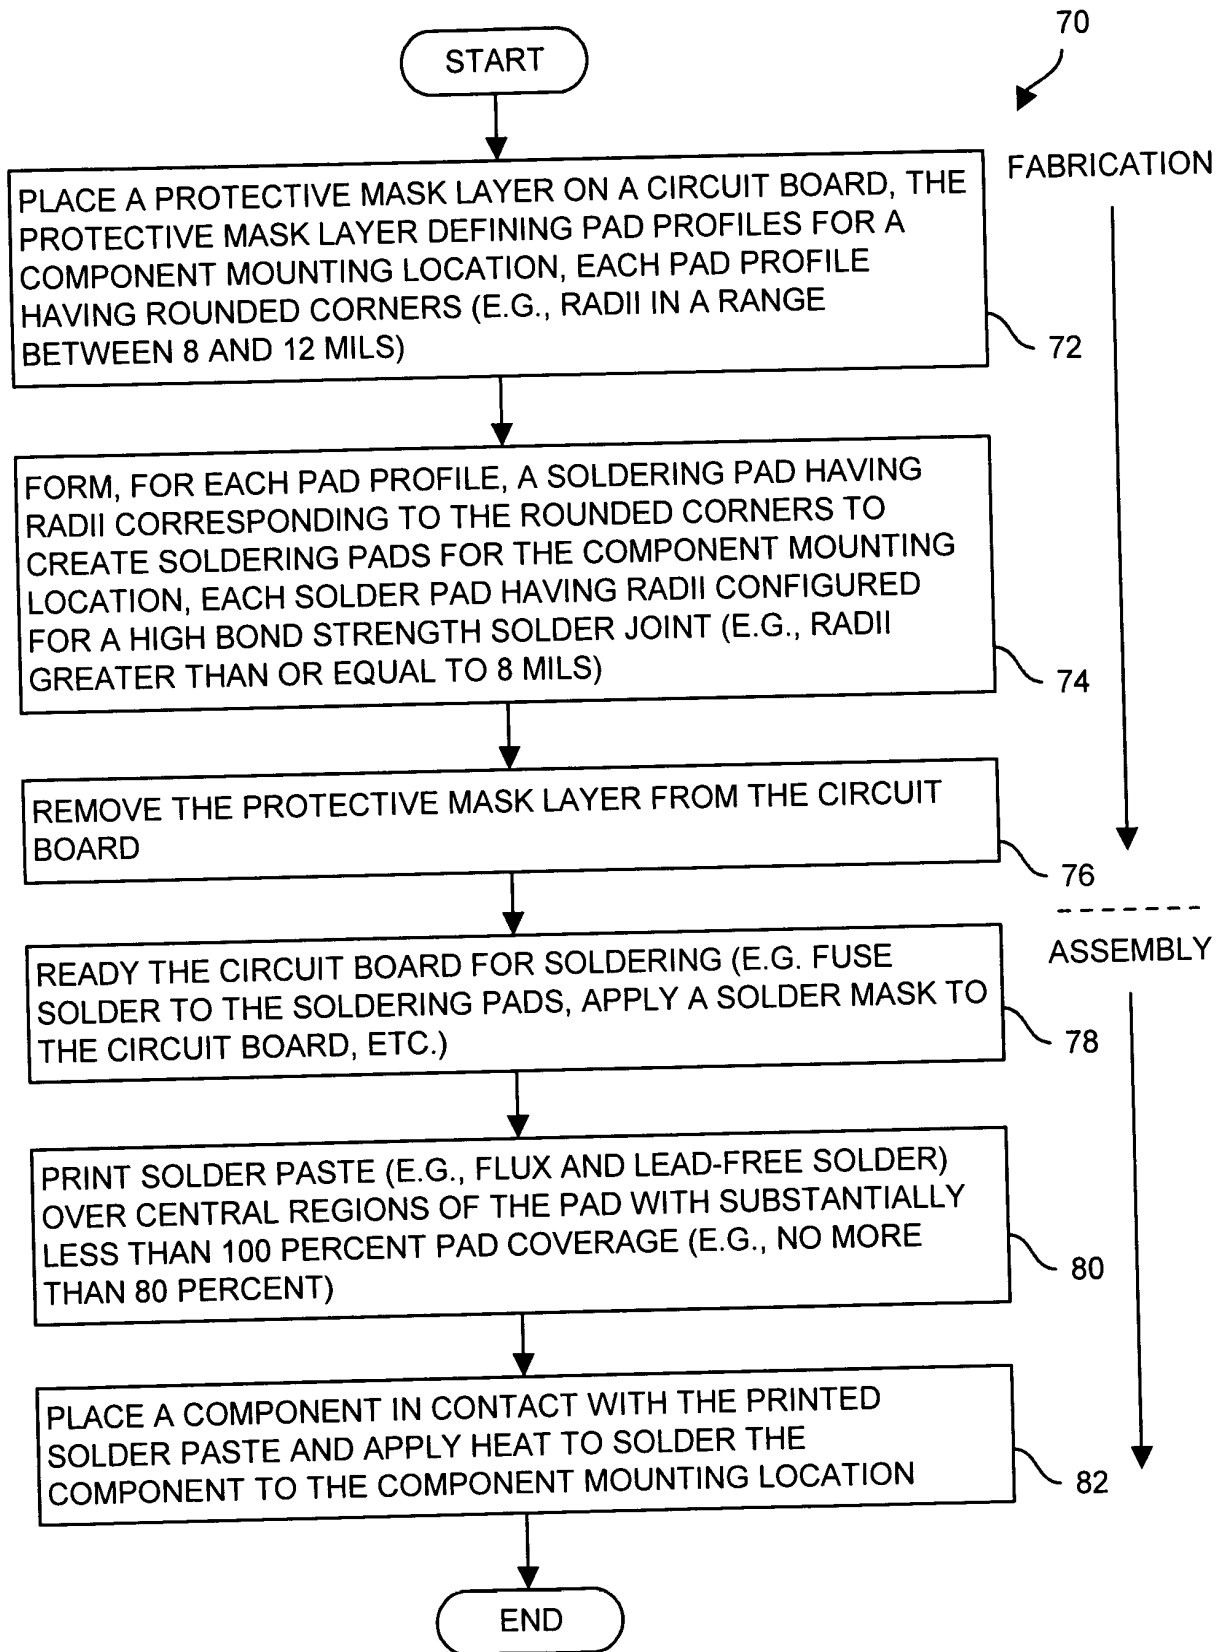 70
START
FABRICATION
PLACE A PROTECTIVE MASK LAYER ON A CIRCUIT BOARD, THE
PROTECTIVE MASK LAYER DEFINING PAD PROFILES FOR A
COMPONENT MOUNTING LOCATION, EACH PAD PROFILE
HAVING ROUNDED CORNERS (E.G., RADII IN A RANGE
BETWEEN 8 AND 12 MILS)
72
FORM, FOR EACH PAD PROFILE, A SOLDERING PAD HAVING
RADII CORRESPONDING TO THE ROUNDED CORNERS TO
CREATE SOLDERING PADS FOR THE COMPONENT MOUNTING
LOCATION, EACH SOLDER PAD HAVING RADII CONFIGURED
FOR A HIGH BOND STRENGTH SOLDER JOINT (E.G., RADII
GREATER THAN OR EQUAL TO 8 MILS)
74
REMOVE THE PROTECTIVE MASK LAYER FROM THE CIRCUIT
BOARD
76
ASSEMBLY
READY THE CIRCUIT BOARD FOR SOLDERING (E.G. FUSE
SOLDER TO THE SOLDERING PADS, APPLY A SOLDER MASK TO
THE CIRCUIT BOARD, ETC.)
78
PRINT SOLDER PASTE (E.G., FLUX AND LEAD-FREE SOLDER)
OVER CENTRAL REGIONS OF THE PAD WITH SUBSTANTIALLY
LESS THAN 100 PERCENT PAD COVERAGE (E.G., NO MORE
THAN 80 PERCENT)
80
PLACE A COMPONENT IN CONTACT WITH THE PRINTED
SOLDER PASTE AND APPLY HEAT TO SOLDER THE
COMPONENT TO THE COMPONENT MOUNTING LOCATION
82
END